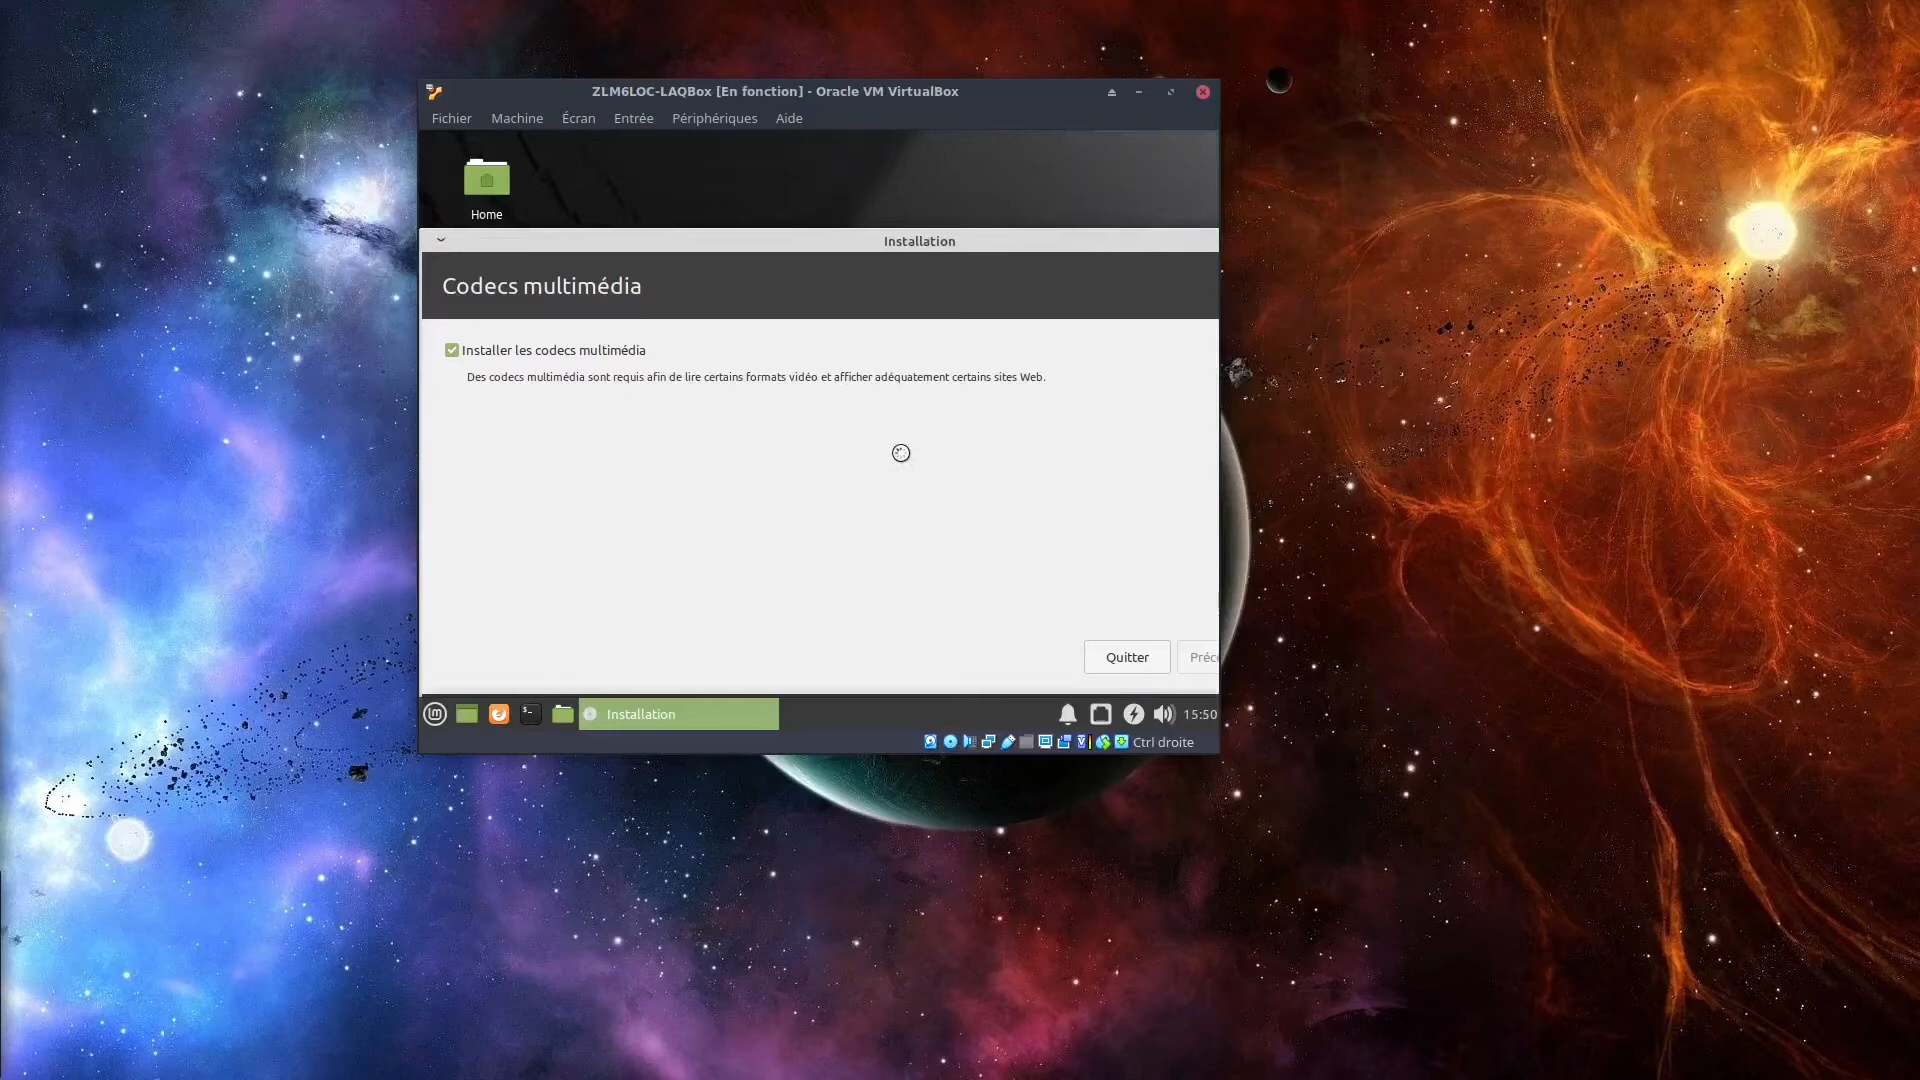 ZLM6LOC-LAQBox [En fonction] - Oracle VM VirtualBox
Fichier Machine Écran Entrée Périphériques Aide
Home
Installation
Codecs multimédia
Installer les codecs multimédia
Des codecs multimédia sont requis afin de lire certains formats vidéo et afficher adéquatement certains sites Web.
Quitter Préc
Installation 15:50
Ctrl droite